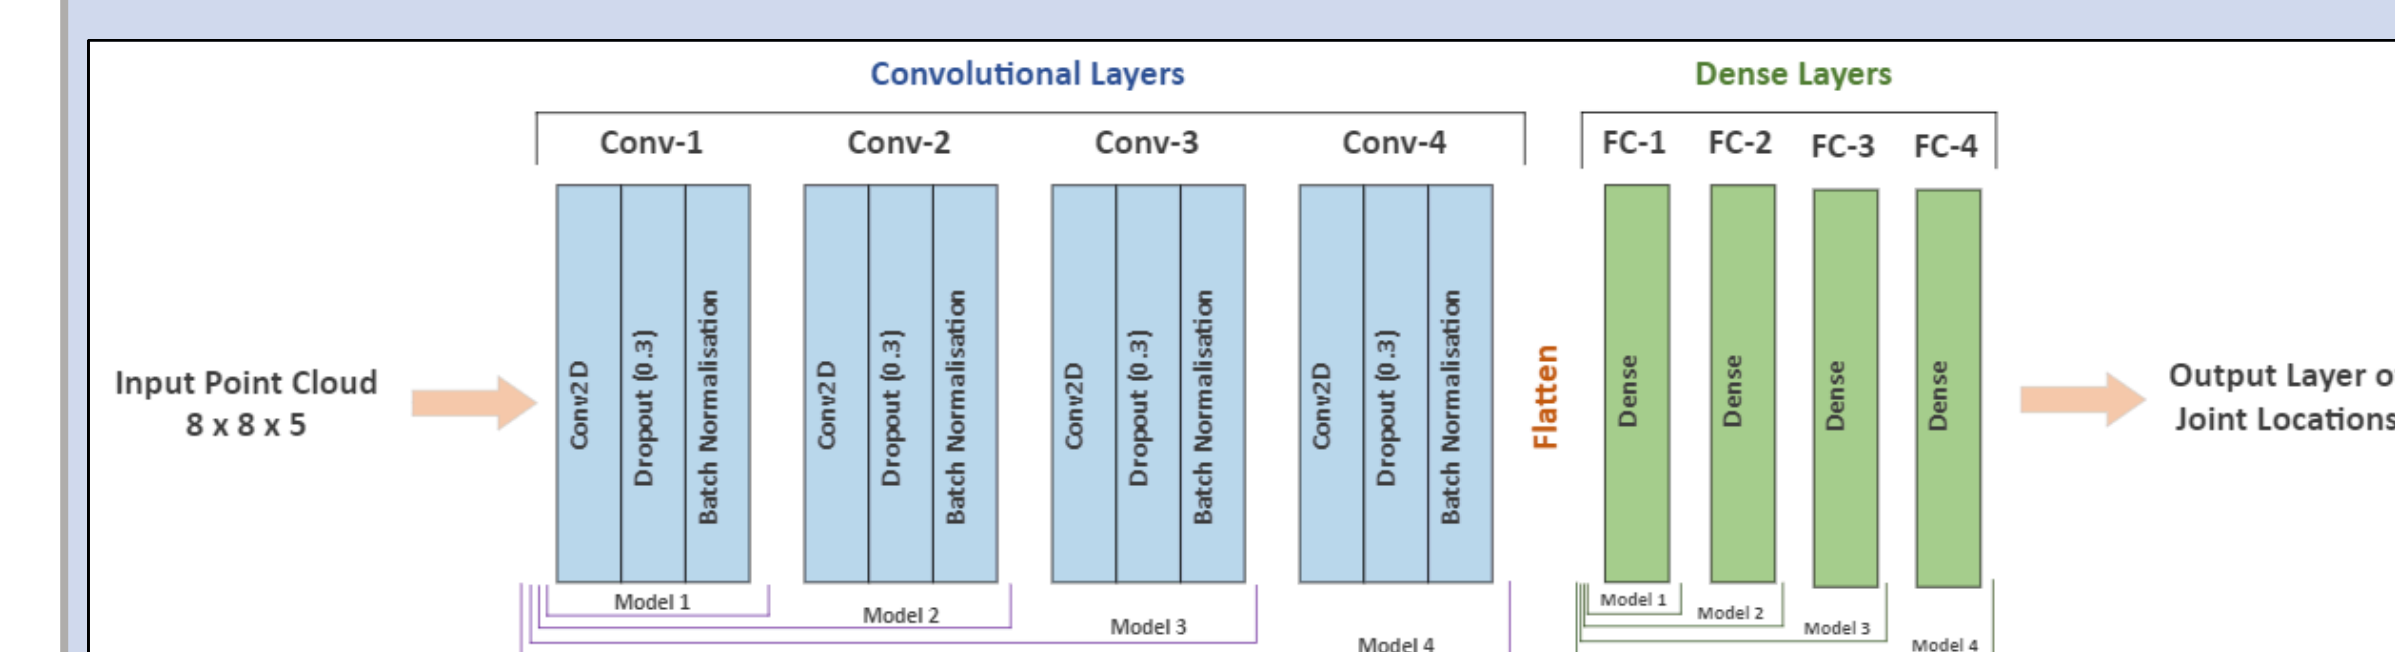 Convolutional Layers
Dense Layers
Conv-1
Conv-2
Conv-3
Conv-4
FC-1
FC-2
FC-3
FC-4
Input Point Cloud
8 x 8 x 5
Conv2D
Dropout (0.3)
Batch Normalisation
Conv2D
Dropout (0.3)
Batch Normalisation
Conv2D
Dropout (0.3)
Batch Normalisation
Conv2D
Dropout (0.3)
Batch Normalisation
Flatten
Dense
Dense
Dense
Dense
Output Layer
Joint Locations
Model 1
Model 2
Model 3
Model 4
Model 1
Model 2
Model 3
Model 4